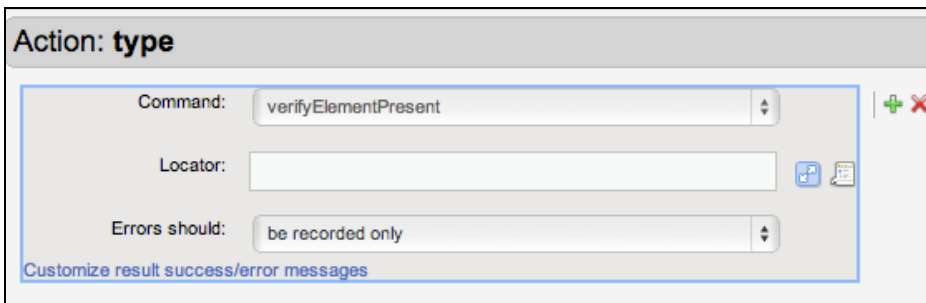 Action: type
Command: verifyElementPresent
Locator:
Errors should: be recorded only
Customize result success/error messages